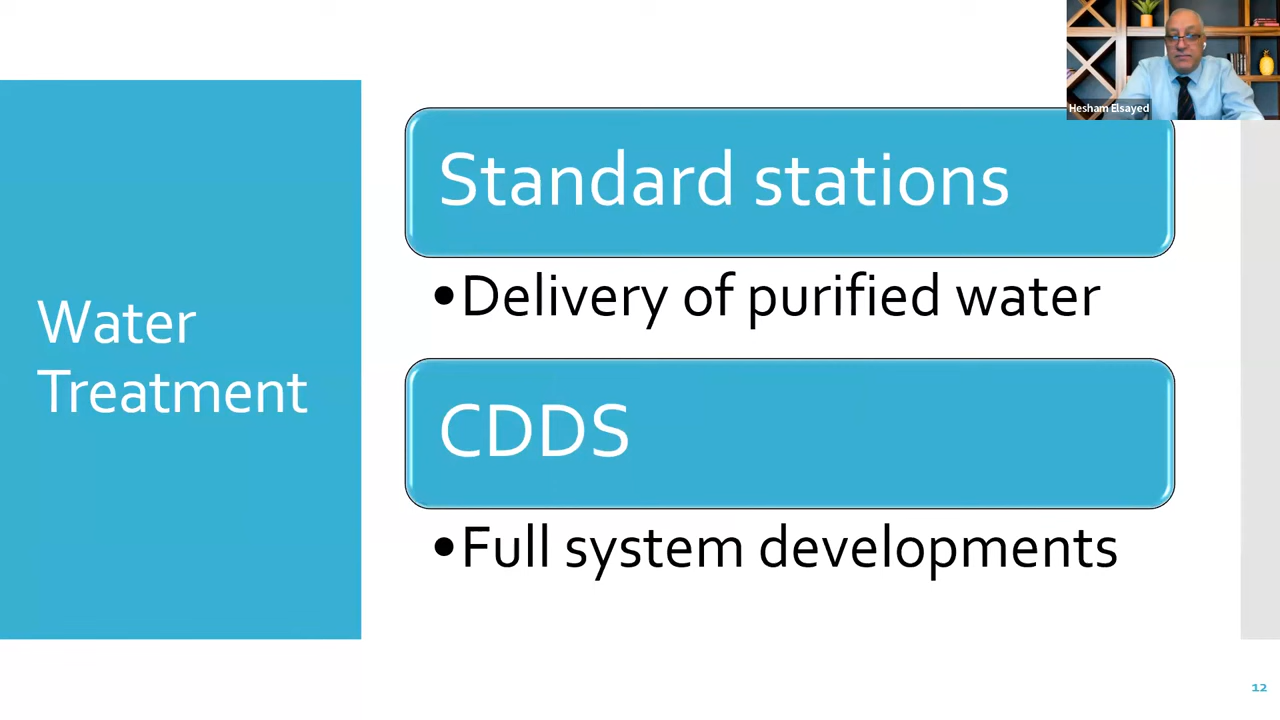 Hesham Elsayed
Water
Treatment
Standard stations
•Delivery of purified water
CDDS
•Full system developments
12